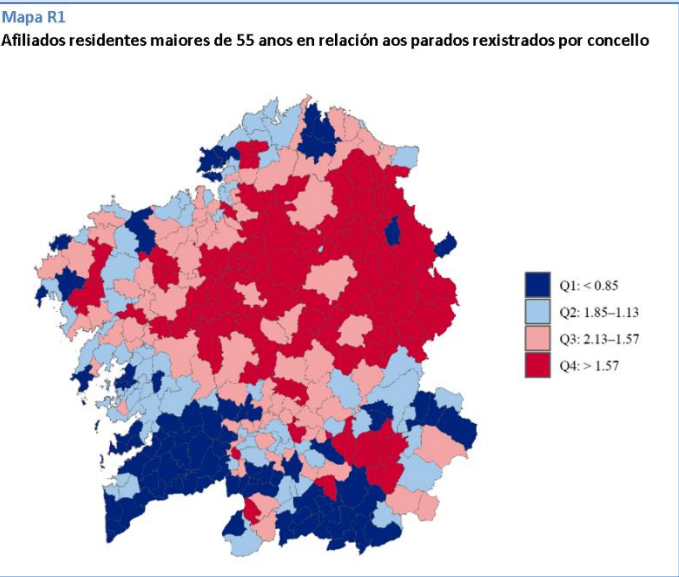 Mapa R1
Afiliados residentes maiores de 55 anos en relación aos parados rexistrados por concello
Q1: < 0.85
Q2: 1.85–1.13
Q3: 2.13–1.57
Q4: > 1.57